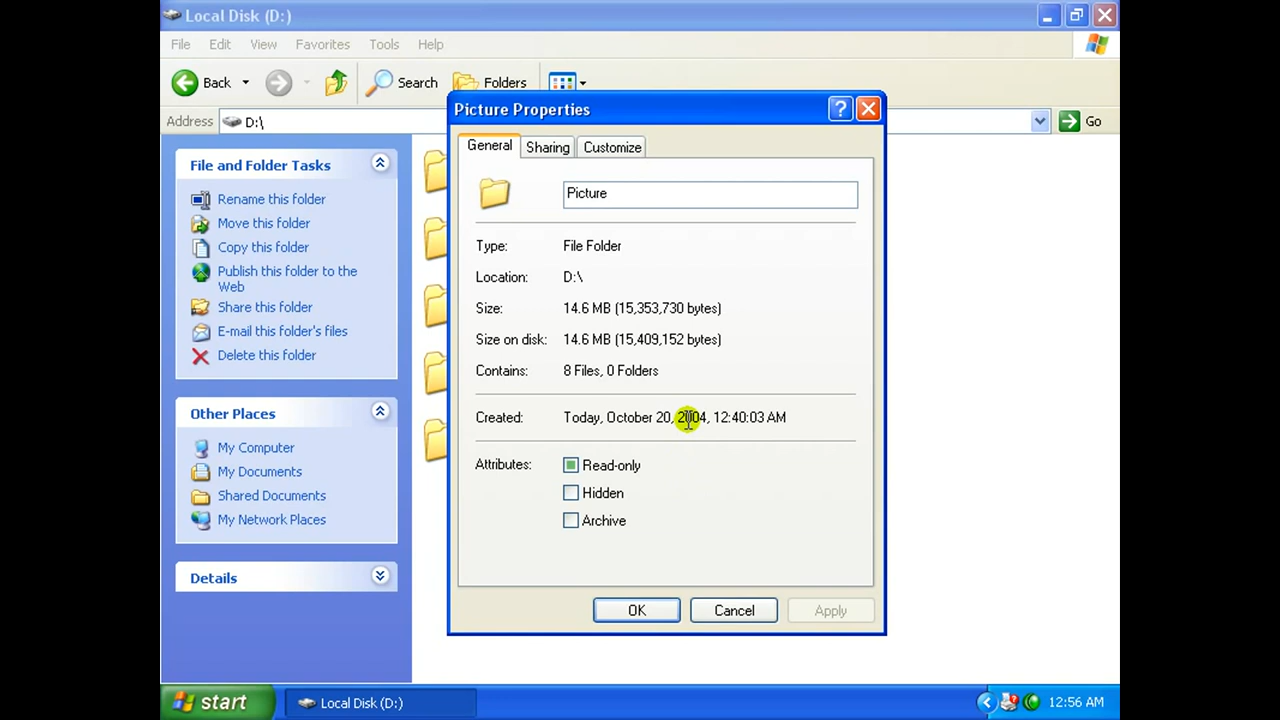 Local Disk (D:)
File Edit View Favorites Tools Help
Back Search Folders
Address D:\ Go
File and Folder Tasks
Rename this folder
Move this folder
Copy this folder
Publish this folder to the
Web
Share this folder
E-mail this folder's files
Delete this folder
Other Places
My Computer
My Documents
Shared Documents
My Network Places
Details
Picture Properties
General Sharing Customize
Picture
Type: File Folder
Location: D:\
Size: 14.6 MB (15,353,730 bytes)
Size on disk: 14.6 MB (15,409,152 bytes)
Contains: 8 Files, 0 Folders
Created: Today, October 20, 2004, 12:40:03 AM
Attributes: Read-only
Hidden
Archive
OK Cancel Apply
start Local Disk (D:) 12:56 AM